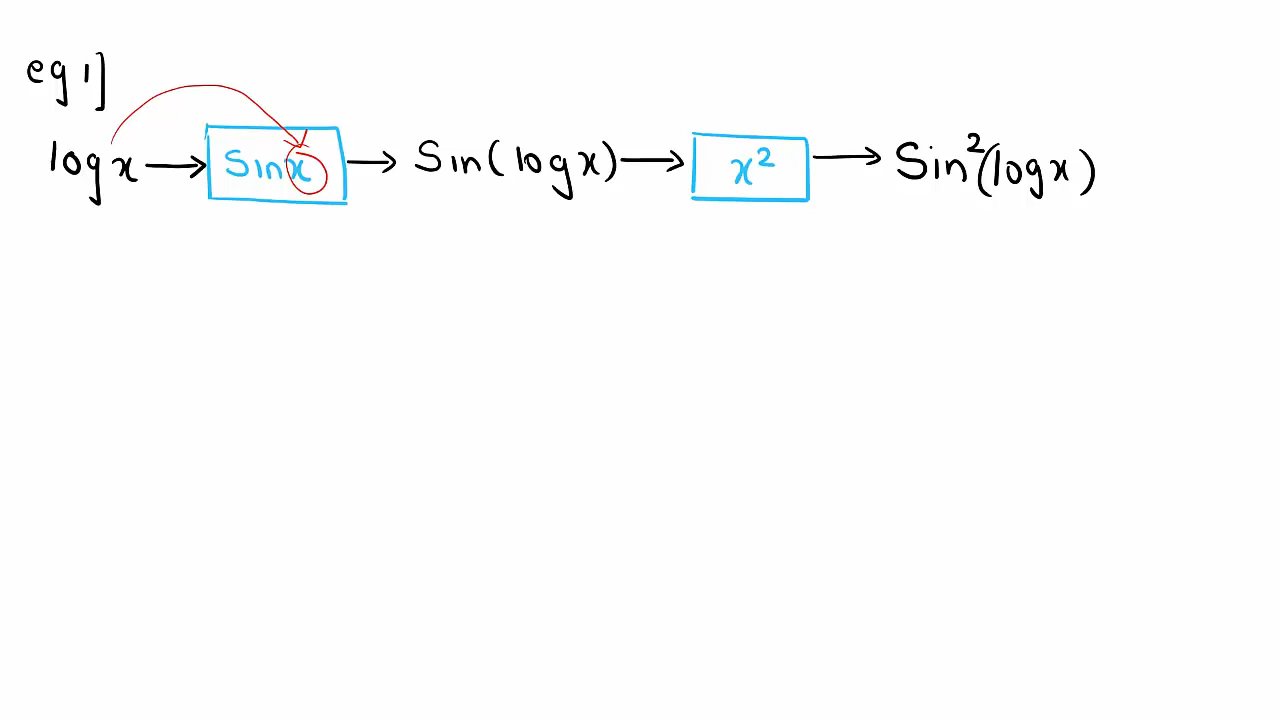 eg 1]
log x → Sin x → Sin(log x) → x² → Sin²(log x)